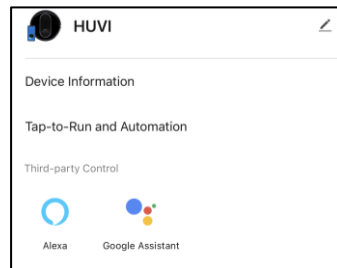 HUVI
Device Information
Tap-to-Run and Automation
Third-party Control
Alexa Google Assistant